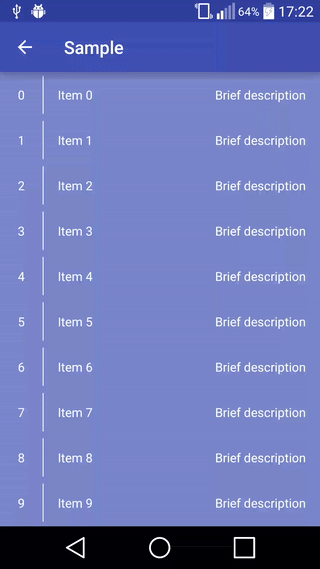 64% 17:22
Sample
0 Item 0 Brief description
1 Item 1 Brief description
2 Item 2 Brief description
3 Item 3 Brief description
4 Item 4 Brief description
5 Item 5 Brief description
6 Item 6 Brief description
7 Item 7 Brief description
8 Item 8 Brief description
9 Item 9 Brief description